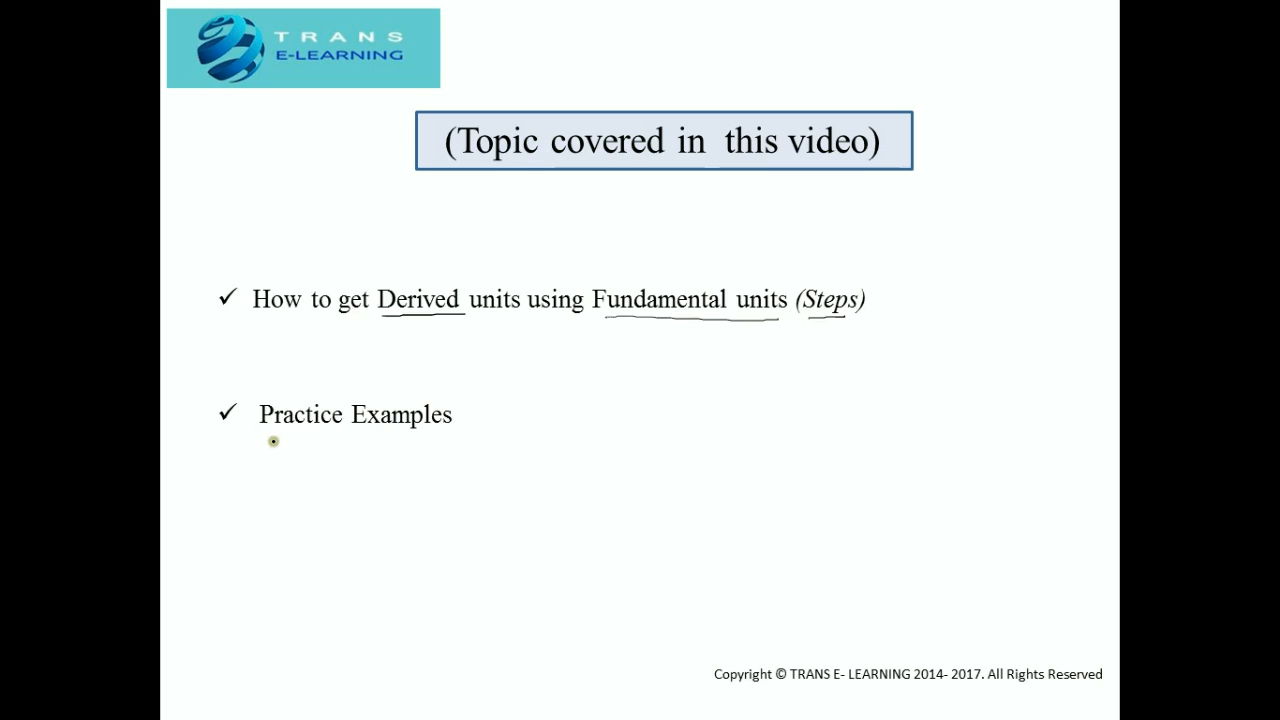 TRANS
E-LEARNING
(Topic covered in this video)
✓ How to get Derived units using Fundamental units (Steps)
✓ Practice Examples
Copyright © TRANS E- LEARNING 2014- 2017. All Rights Reserved